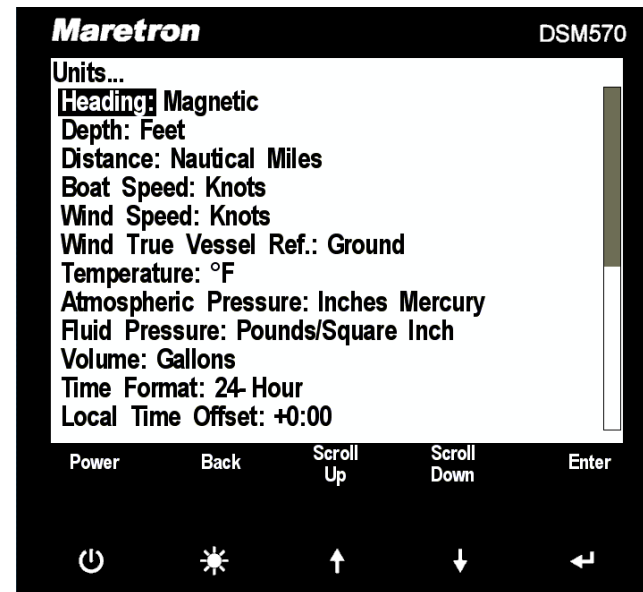 Maretron DSM570
Units...
Heading: Magnetic
Depth: Feet
Distance: Nautical Miles
Boat Speed: Knots
Wind Speed: Knots
Wind True Vessel Ref.: Ground
Temperature: °F
Atmospheric Pressure: Inches Mercury
Fluid Pressure: Pounds/Square Inch
Volume: Gallons
Time Format: 24-Hour
Local Time Offset: +0:00
Power Back Scroll Up Scroll Down Enter